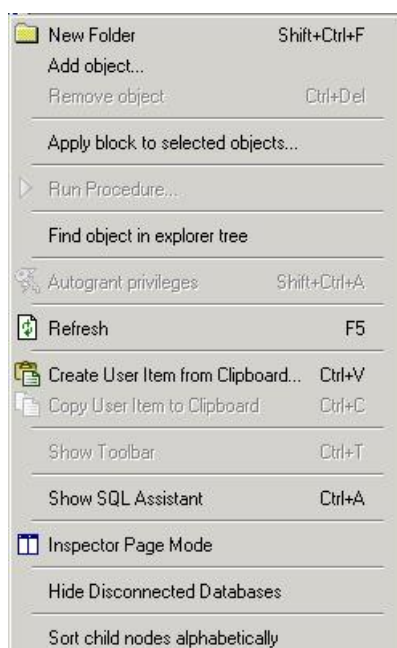 New Folder Shift+Ctrl+F
Add object...
Remove object Ctrl+Del
Apply block to selected objects...
Run Procedure...
Find object in explorer tree
Autogrant privileges Shift+Ctrl+A
Refresh F5
Create User Item from Clipboard... Ctrl+V
Copy User Item to Clipboard Ctrl+C
Show Toolbar Ctrl+T
Show SQL Assistant Ctrl+A
Inspector Page Mode
Hide Disconnected Databases
Sort child nodes alphabetically